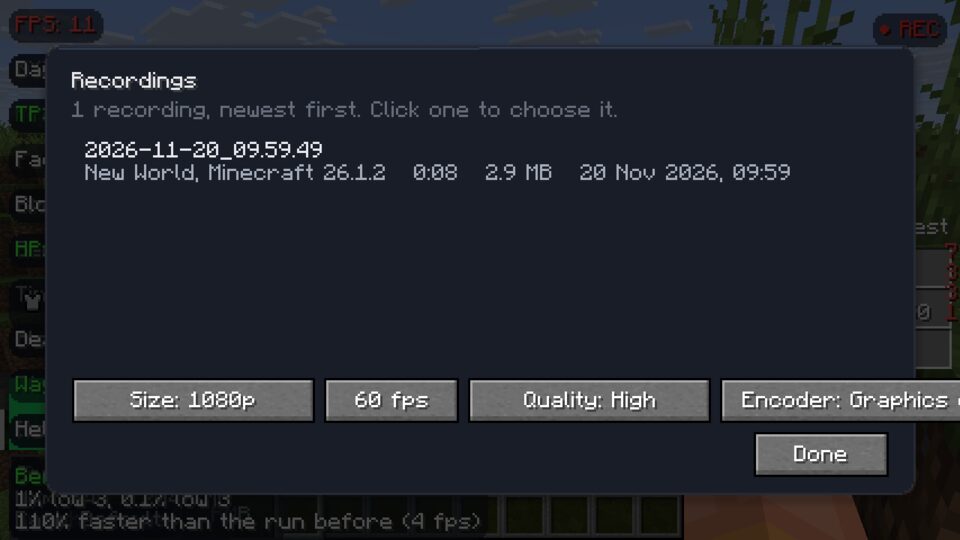 FPS: 11
REC
Recordings
1 recording, newest first. Click one to choose it.
2026-11-20_09.59.49
New World, Minecraft 26.1.2 0:08 2.9 MB 20 Nov 2026, 09:59
Size: 1080p
60 fps
Quality: High
Encoder: Graphics
Done
1% low 3, 0.1% low 3
110% faster than the run before (4 fps)